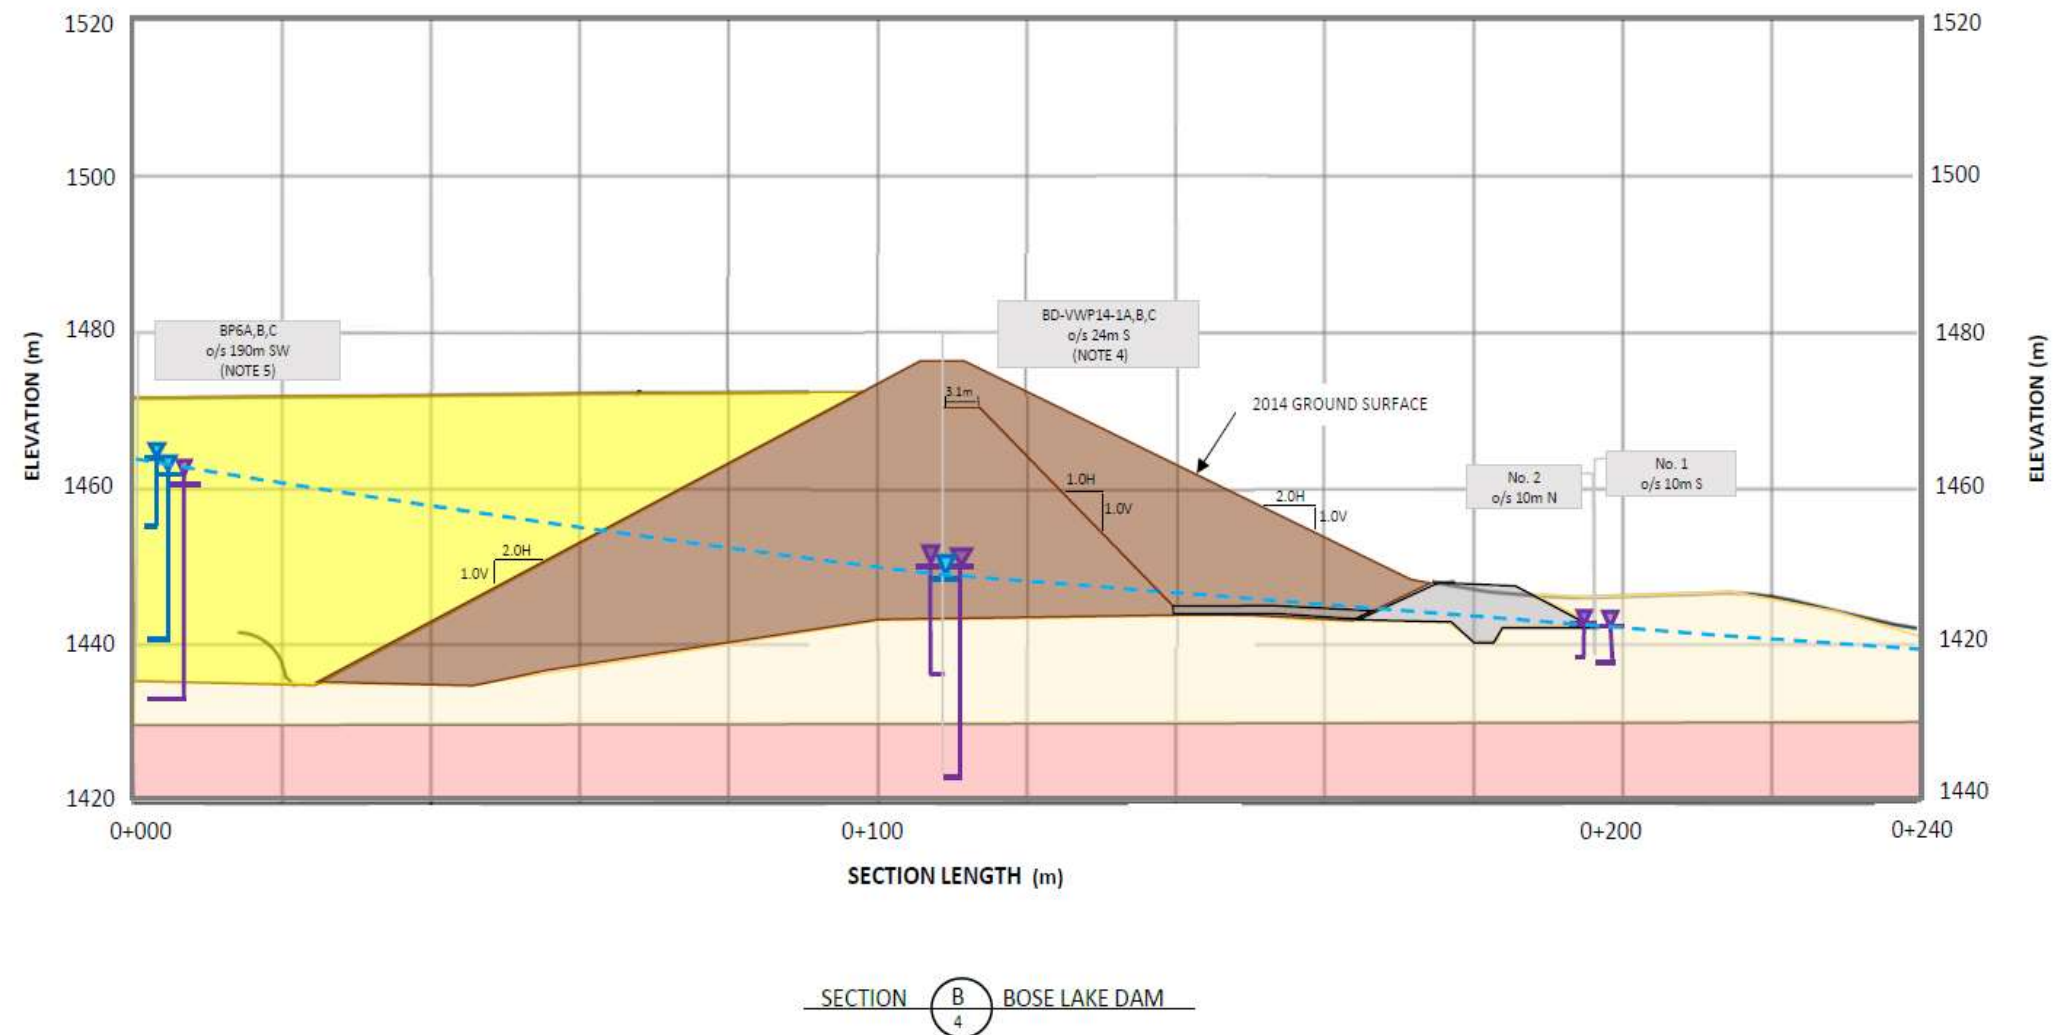 1520
1520
1500
1500
1480
1480
1460
1460
1440
1420
1420
1440
ELEVATION (m)
ELEVATION (m)
BP6A,B,C
o/s 190m SW
(NOTE 5)
BD-VWP14-1A,B,C
o/s 24m S
(NOTE 4)
3.1m
2014 GROUND SURFACE
1.0H
1.0V
2.0H
1.0V
2.0H
1.0V
No. 2
o/s 10m N
No. 1
o/s 10m S
0+000
0+100
0+200
0+240
SECTION LENGTH (m)
SECTION
B
4
BOSE LAKE DAM